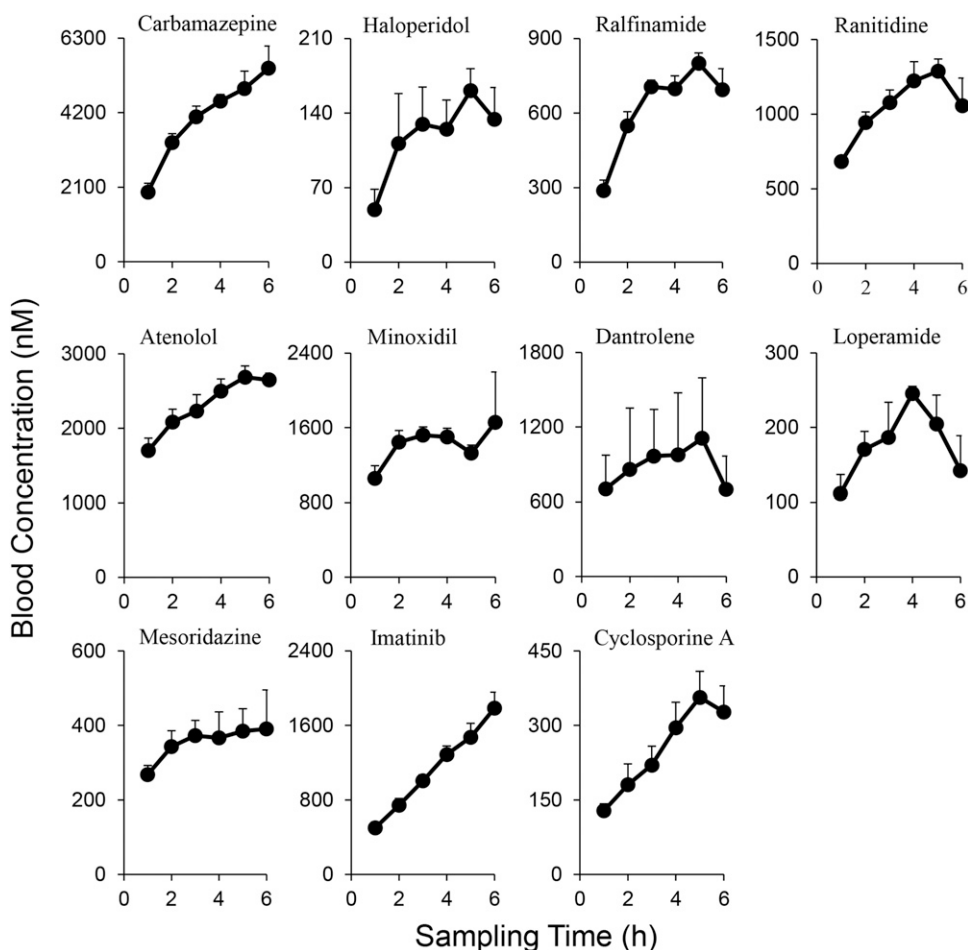 Carbamazepine
6300
4200
2100
0
0 2 4 6
Haloperidol
210
140
70
0
0 2 4 6
Ralfinamide
900
600
300
0
0 2 4 6
Ranitidine
1500
1000
500
0
0 2 4 6
Blood Concentration (nM)
Atenolol
3000
2000
1000
0
0 2 4 6
Minoxidil
2400
1600
800
0
0 2 4 6
Dantrolene
1800
1200
600
0
0 2 4 6
Loperamide
300
200
100
0
0 2 4 6
Mesoridazine
600
400
200
0
0 2 4 6
Imatinib
2400
1600
800
0
0 2 4 6
Cyclosporine A
450
300
150
0
0 2 4 6
Sampling Time (h)